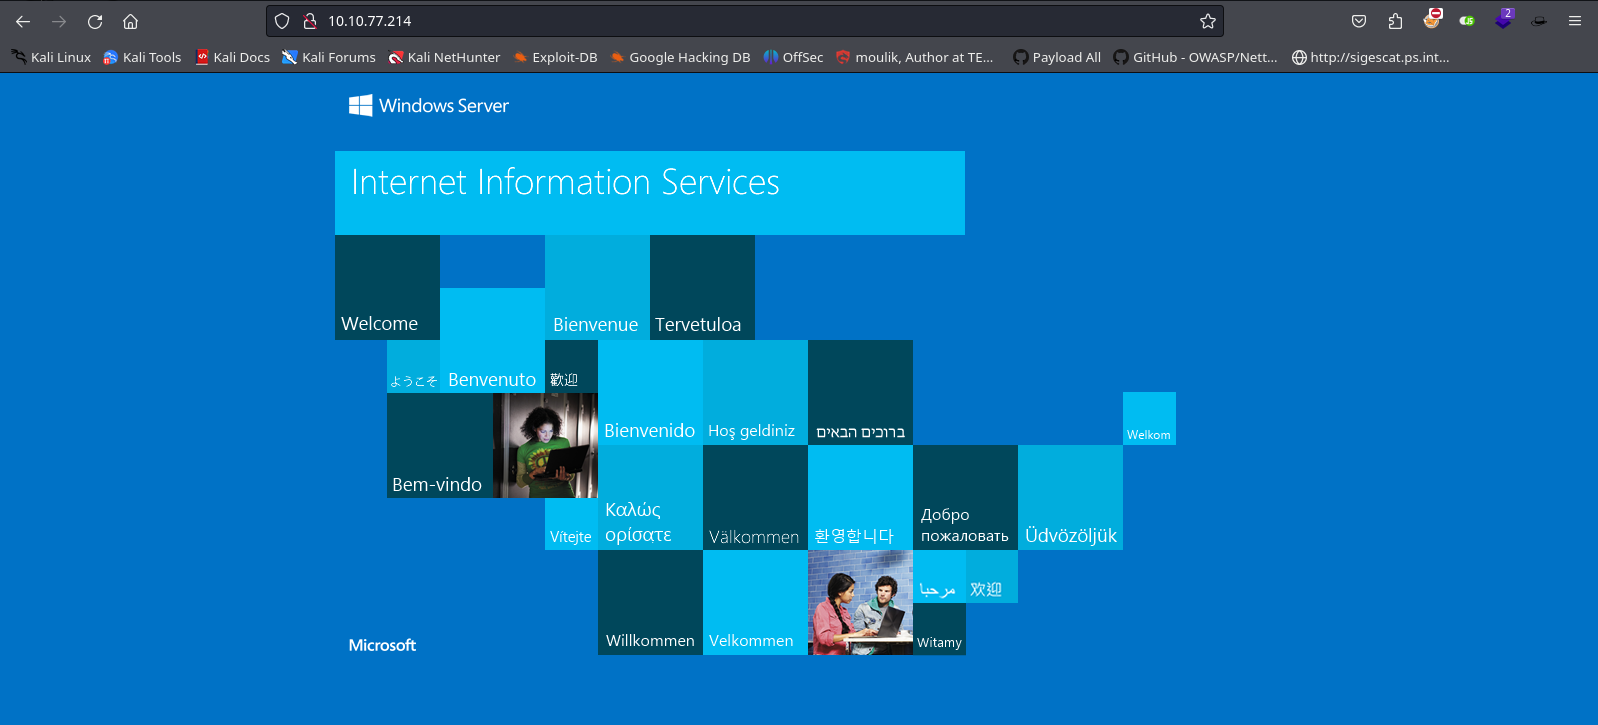 10.10.77.214
2
Kali Linux Kali Tools Kali Docs Kali Forums Kali NetHunter Exploit-DB Google Hacking DB OffSec moulik, Author at TE... Payload All GitHub - OWASP/Nett... http://sigescat.ps.int...
Windows Server
Internet Information Services
Welcome
Bienvenue
Tervetuloa
ようこそ
Benvenuto
歡迎
Bienvenido
Hoş geldiniz
ברוכים הבאים
Welkom
Bem-vindo
Vítejte
Καλώς
ορίσατε
Välkommen
환영합니다
Добро
пожаловать
Üdvözöljük
Willkommen
Velkommen
مرحبا
欢迎
Witamy
Microsoft